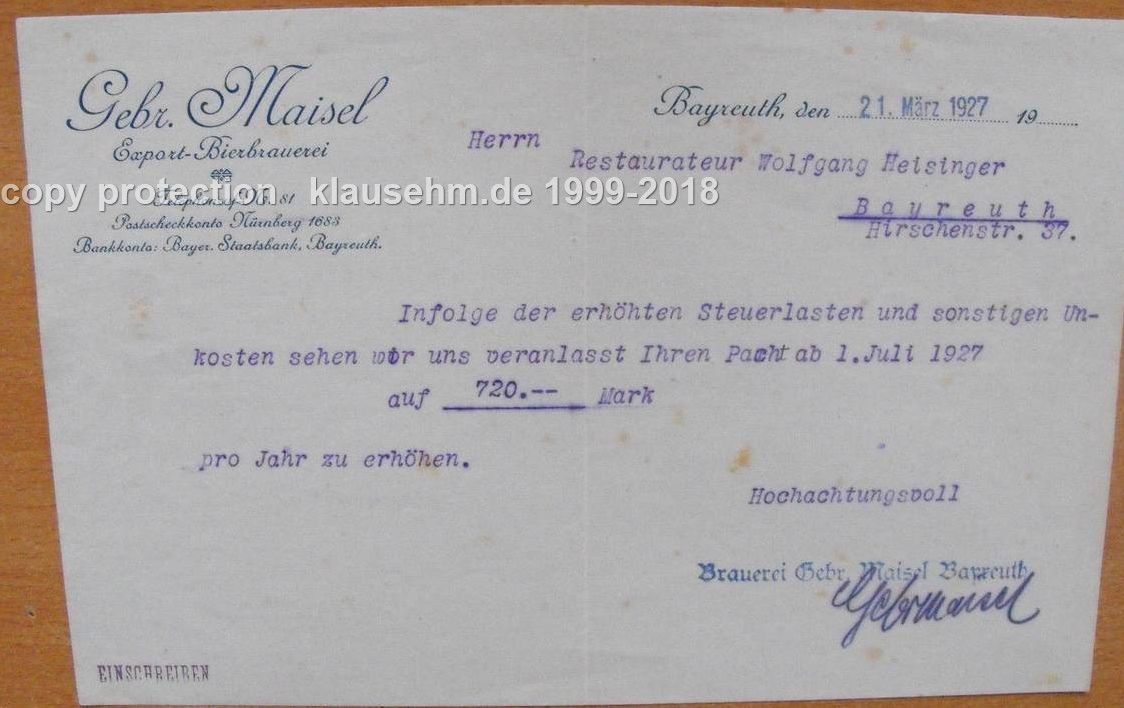 Gebr. Maisel
Export-Bierbrauerei
Bayreuth, den 21. März 1927 19
Herrn
Restaurateur Wolfgang Heisinger
copy protection klausehm.de 1999-2018
81
Postscheckkonto Nürnberg 1683
Bankkonto: Bayer. Staatsbank, Bayreuth.
Bayreuth
Hirschenstr. 37.
Infolge der erhöhten Steuerlasten und sonstigen Un-
kosten sehen wir uns veranlasst Ihren Pacht ab 1.Juli 1927
auf 720.-- Mark
pro Jahr zu erhöhen.
Hochachtungsvoll
Brauerei Gebr. Maisel Bayreuth
Gebr Maisel
EINSCHREIBEN